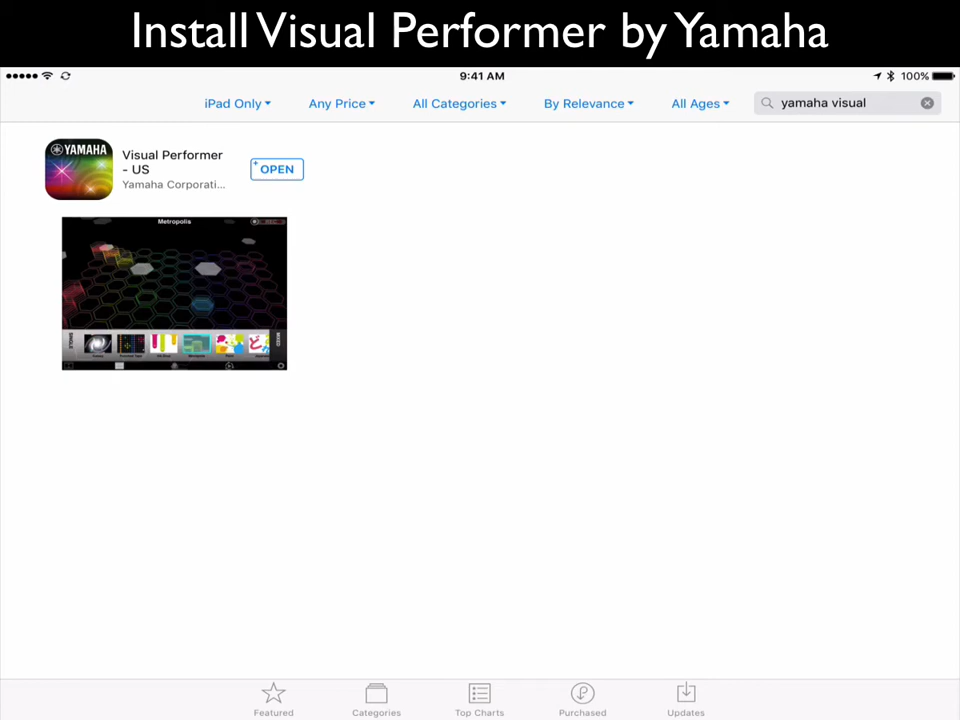 Install Visual Performer by Yamaha
9:41 AM
100%
iPad Only
Any Price
All Categories
By Relevance
All Ages
yamaha visual
YAMAHA
Visual Performer
- US
Yamaha Corporati...
OPEN
Metropolis
REC
Featured
Categories
Top Charts
Purchased
Updates